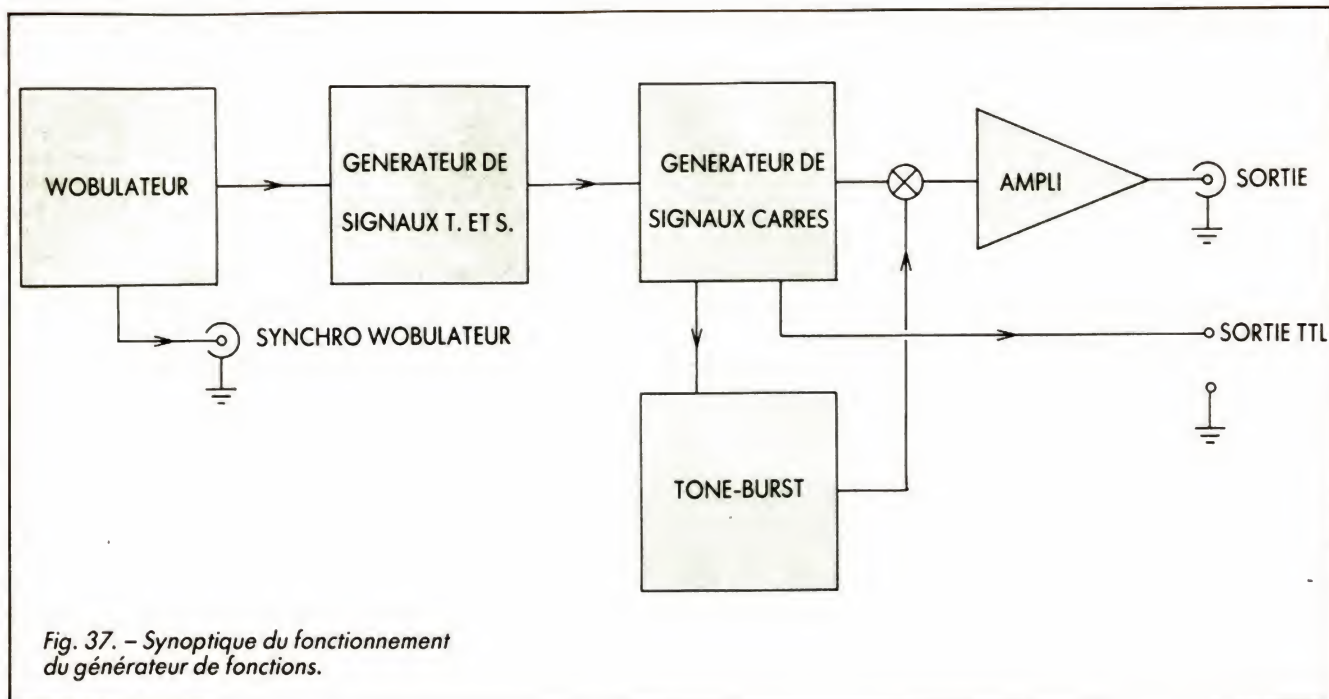 WOBULATEUR
GENERATEUR DE
SIGNAUX T. ET S.
GENERATEUR DE
SIGNAUX CARRES
AMPLI
SORTIE
SYNCHRO WOBULATEUR
SORTIE TTL
TONE-BURST
Fig. 37. – Synoptique du fonctionnement
du générateur de fonctions.